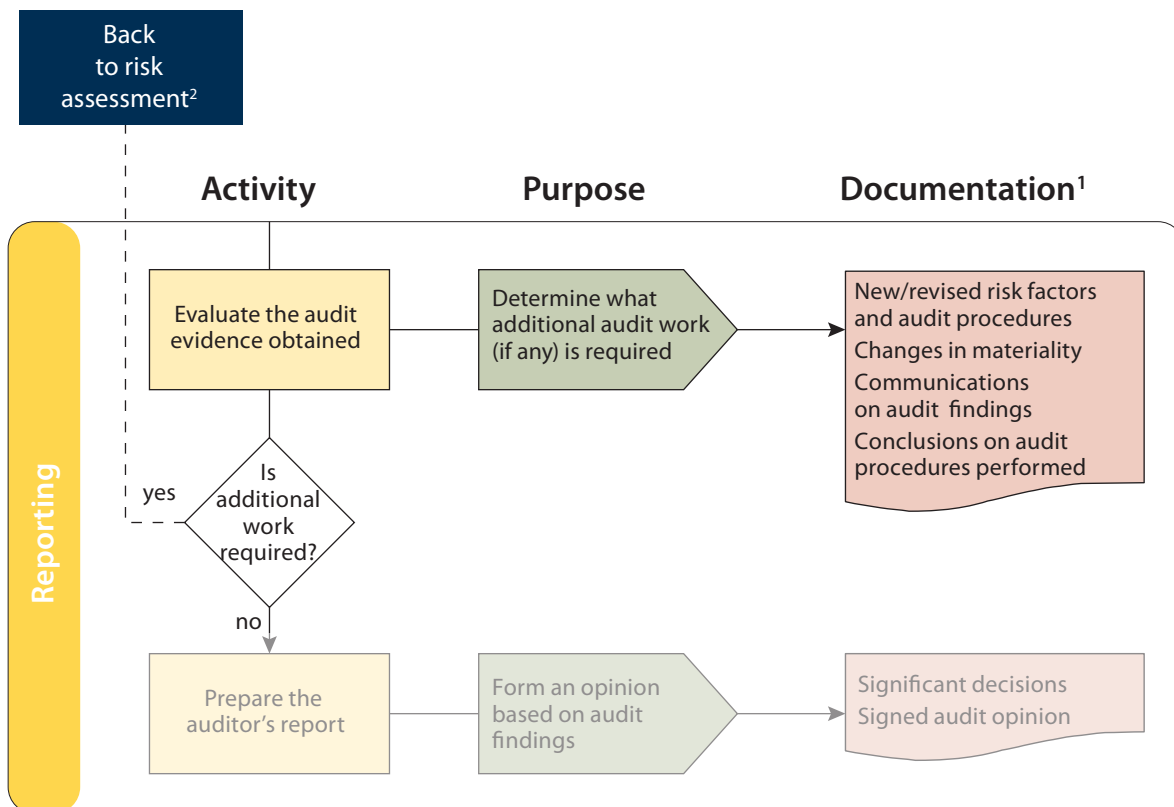 Back
to risk
assessment²
Activity
Purpose
Documentation¹
Reporting
Evaluate the audit
evidence obtained
Determine what
additional audit work
(if any) is required
New/revised risk factors
and audit procedures
Changes in materiality
Communications
on audit findings
Conclusions on audit
procedures performed
yes
Is
additional
work
required?
no
Prepare the
auditor’s report
Form an opinion
based on audit
findings
Significant decisions
Signed audit opinion